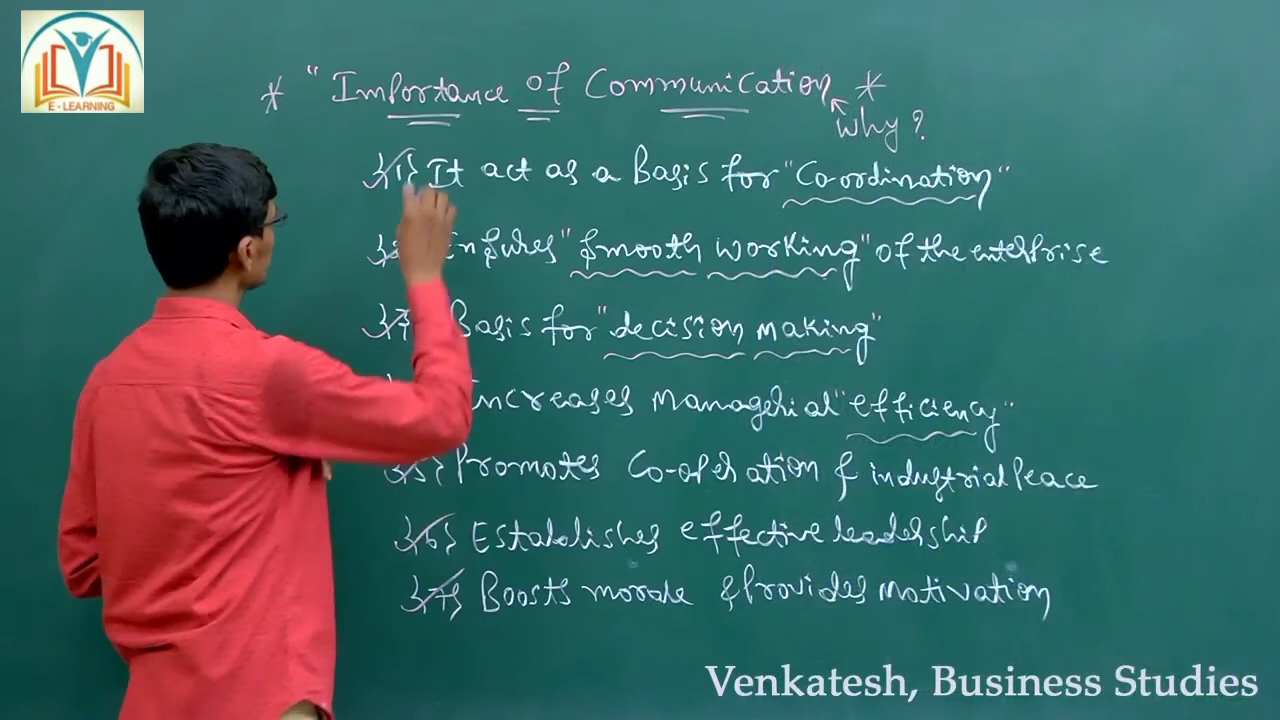 E - LEARNING
* "Importance of Communication *
Why?
1} It act as a Basis for "Co-ordination"
Ensures "smooth working" of the enterprise
Basis for "decision making"
Increases Managerial "efficiency"
5} Promotes Co-operation & industrial Peace
6} Establishes effective leadership
7} Boosts morale & Provides Motivation
Venkatesh, Business Studies